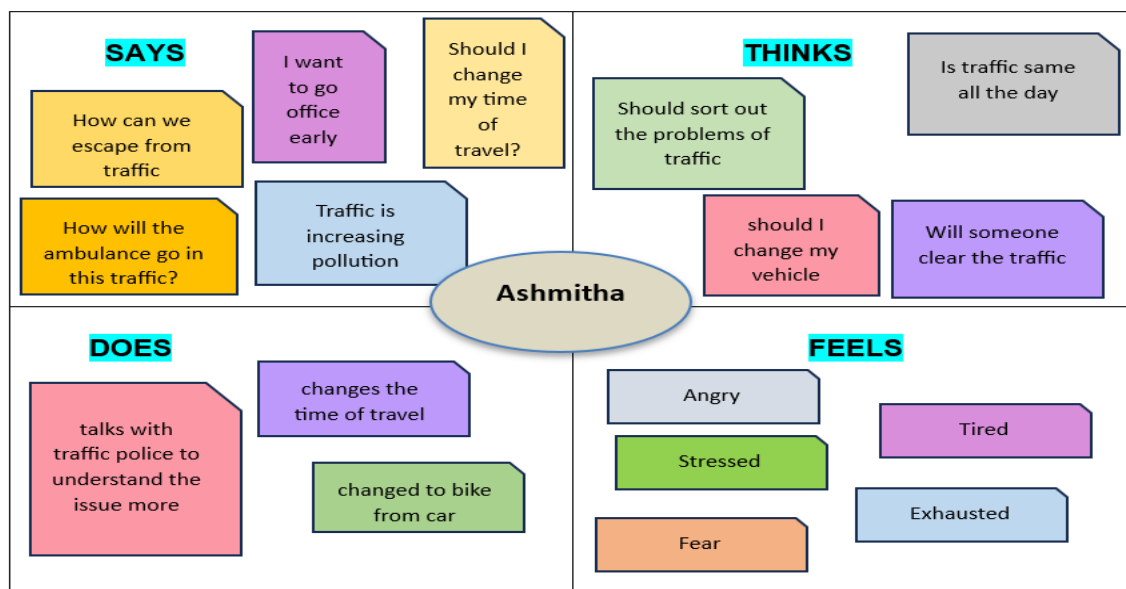 SAYS
How can we
escape from
traffic
I want
to go
office
early
Should I
change
my time
of
travel?
How will the
ambulance go in
this traffic?
Traffic is
increasing
pollution
THINKS
Should sort out
the problems of
traffic
Is traffic same
all the day
should I
change my
vehicle
Will someone
clear the traffic
Ashmitha
DOES
talks with
traffic police to
understand the
issue more
changes the
time of travel
changed to bike
from car
FEELS
Angry
Stressed
Fear
Tired
Exhausted